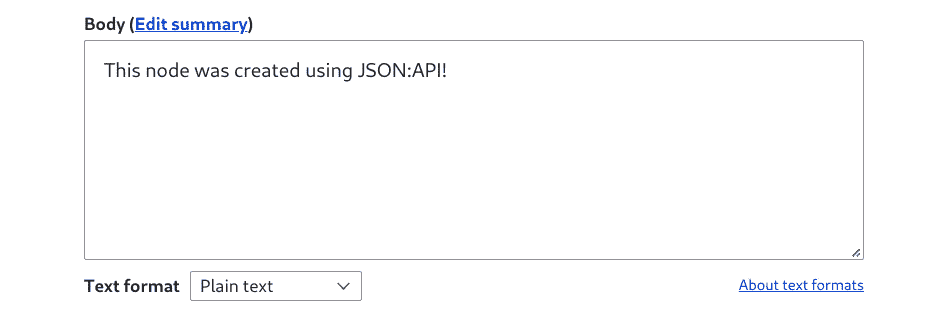 Body (Edit summary)
This node was created using JSON:API!
Text format Plain text About text formats